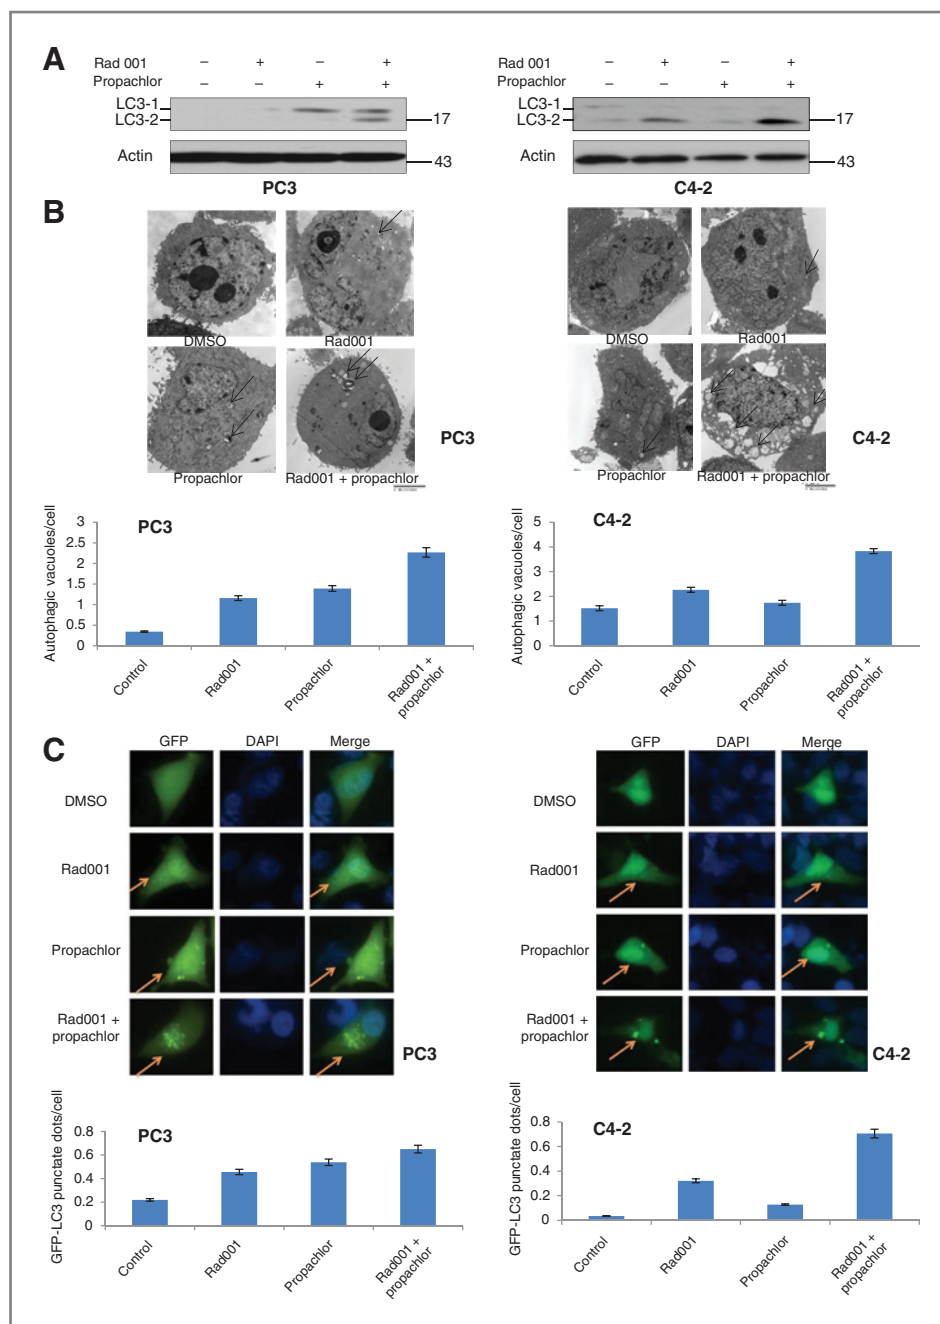 A
Rad 001 – + – +
Propachlor – – + +
LC3-1
LC3-2
17
Actin
43
PC3
Rad 001 – + – +
Propachlor – – + +
LC3-1
LC3-2
17
Actin
43
C4-2
B
DMSO
Rad001
Propachlor
Rad001 + propachlor
PC3
DMSO
Rad001
Propachlor
Rad001 + propachlor
C4-2
PC3
Autophagic vacuoles/cell
3
2.5
2
1.5
1
0.5
0
Control
Rad001
Propachlor
Rad001 +
propachlor
C4-2
Autophagic vacuoles/cell
5
4
3
2
1
0
Control
Rad001
Propachlor
Rad001 +
propachlor
C
GFP DAPI Merge
DMSO
Rad001
Propachlor
Rad001 +
propachlor
PC3
GFP DAPI Merge
DMSO
Rad001
Propachlor
Rad001 +
propachlor
C4-2
PC3
GFP-LC3 punctate dots/cell
0.8
0.6
0.4
0.2
0
Control
Rad001
Propachlor
Rad001 +
propachlor
C4-2
GFP-LC3 punctate dots/cell
0.8
0.6
0.4
0.2
0
Control
Rad001
Propachlor
Rad001 +
propachlor